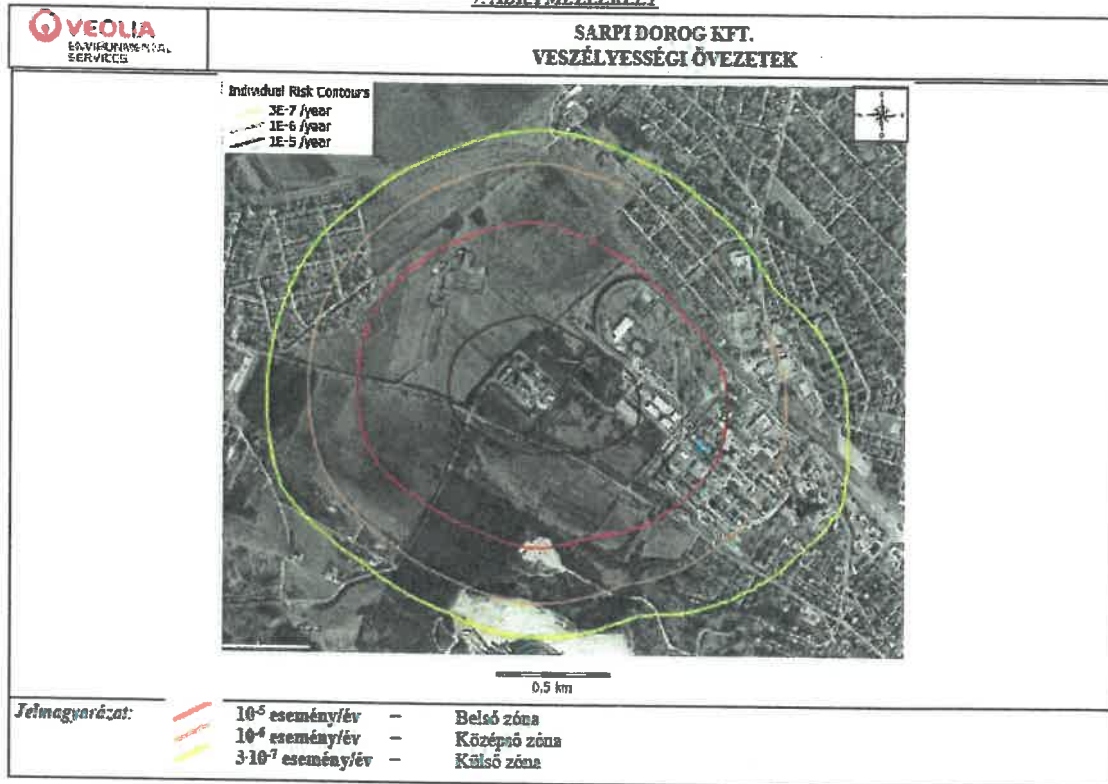 VEOLIA
ENVIRONMENTAL
SERVICES
SARPI DOROG KFT.
VESZÉLYESSÉGI ÖVEZETEK
Individual Risk Contours
3E-7 /year
1E-6 /year
1E-5 /year
0.5 km
Jelmagyarázat:
10-5 esemény/év – Belső zóna
10-6 esemény/év – Középső zóna
3·10-7 esemény/év – Külső zóna